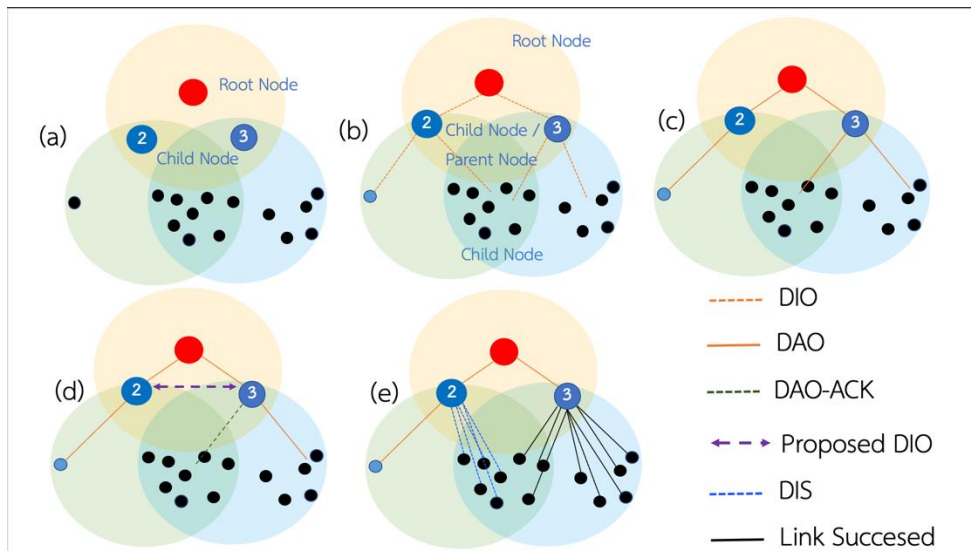 (a)
Root Node
2
3
Child Node
(b)
Root Node
2
Child Node /
3
Parent Node
Child Node
(c)
2
3
(d)
2
3
(e)
2
3
DIO
DAO
DAO-ACK
Proposed DIO
DIS
Link Succesed